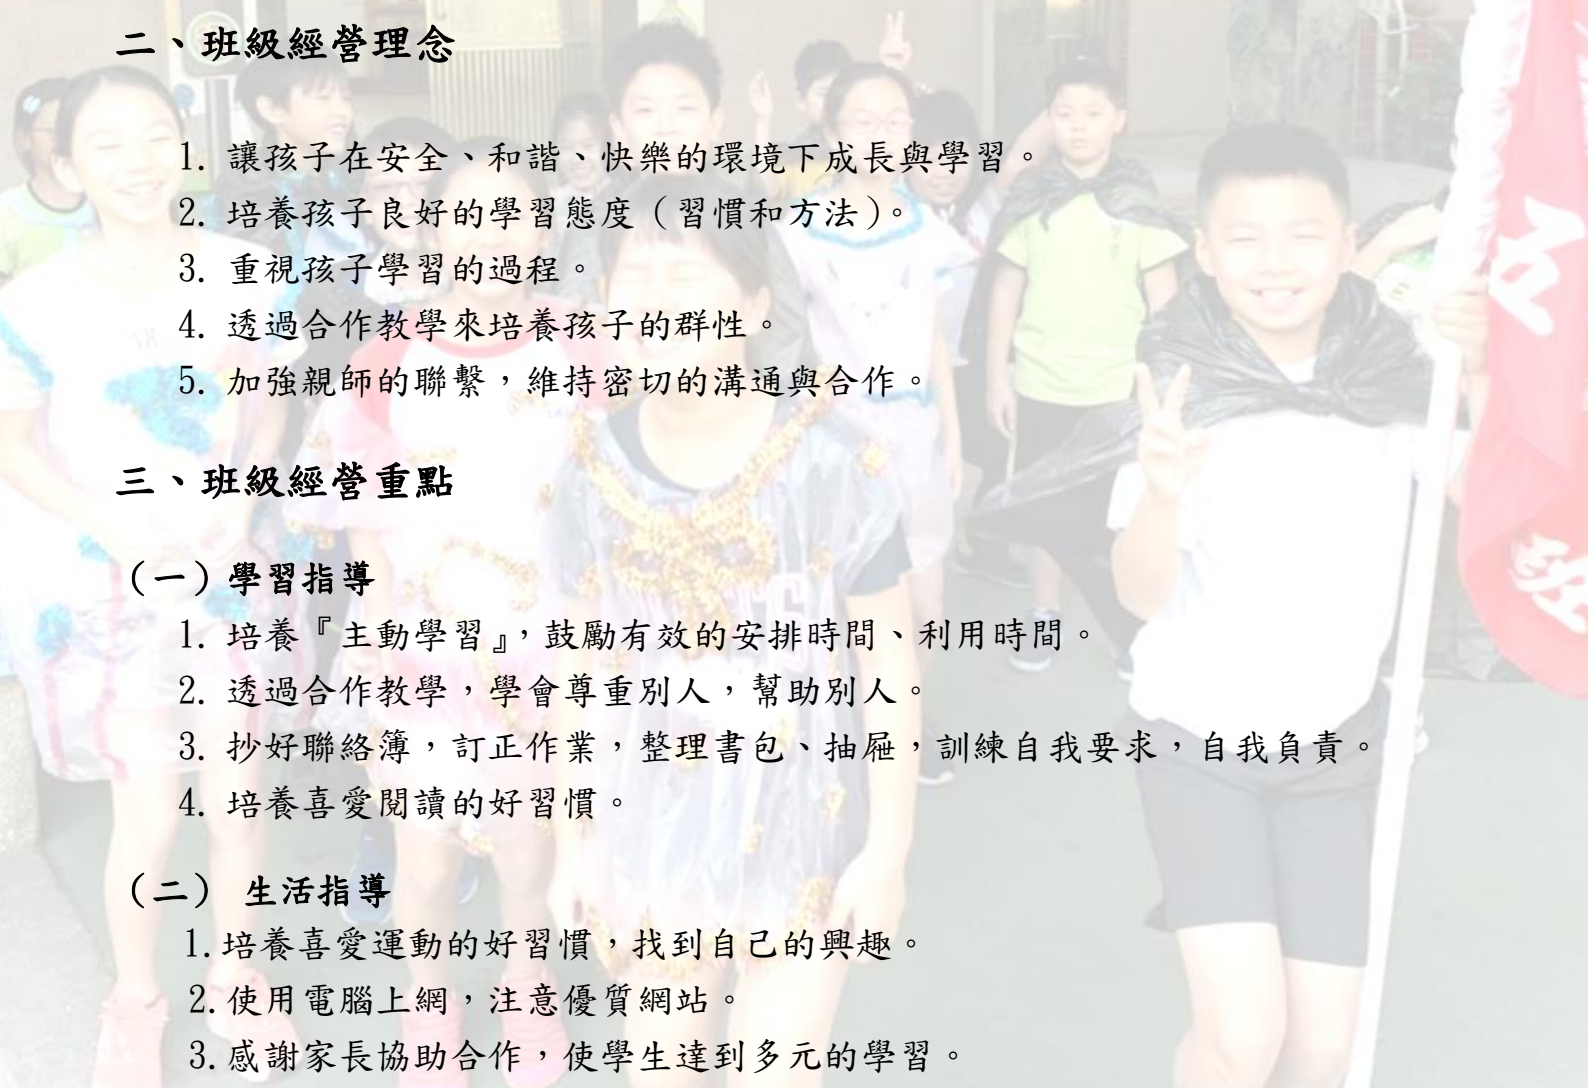 二、班級經營理念
1. 讓孩子在安全、和諧、快樂的環境下成長與學習。
2. 培養孩子良好的學習態度（習慣和方法）。
3. 重視孩子學習的過程。
4. 透過合作教學來培養孩子的群性。
5. 加強親師的聯繫，維持密切的溝通與合作。
三、班級經營重點
（一）學習指導
1. 培養『主動學習』，鼓勵有效的安排時間、利用時間。
2. 透過合作教學，學會尊重別人，幫助別人。
3. 抄好聯絡簿，訂正作業，整理書包、抽屜，訓練自我要求，自我負責。
4. 培養喜愛閱讀的好習慣。
（二） 生活指導
1.培養喜愛運動的好習慣，找到自己的興趣。
2.使用電腦上網，注意優質網站。
3.感謝家長協助合作，使學生達到多元的學習。